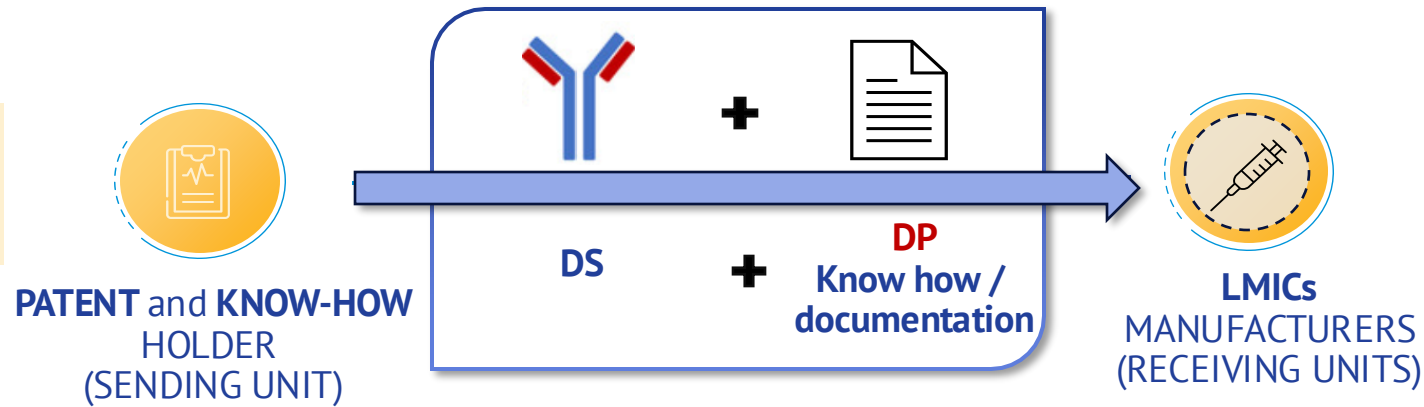 PATENT and KNOW-HOW
HOLDER
(SENDING UNIT)
DS
DP
Know how /
documentation
LMICs
MANUFACTURERS
(RECEIVING UNITS)